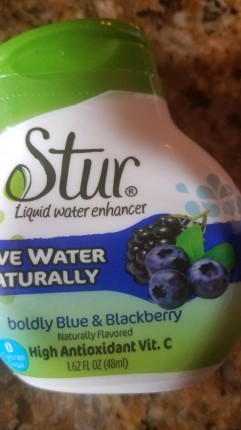 Stur®
Liquid water enhancer
VE WATER
ATURALLY
boldly Blue & Blackberry
Naturally Flavored
0
High Antioxidant Vit. C
1.62 FL OZ (48ml)